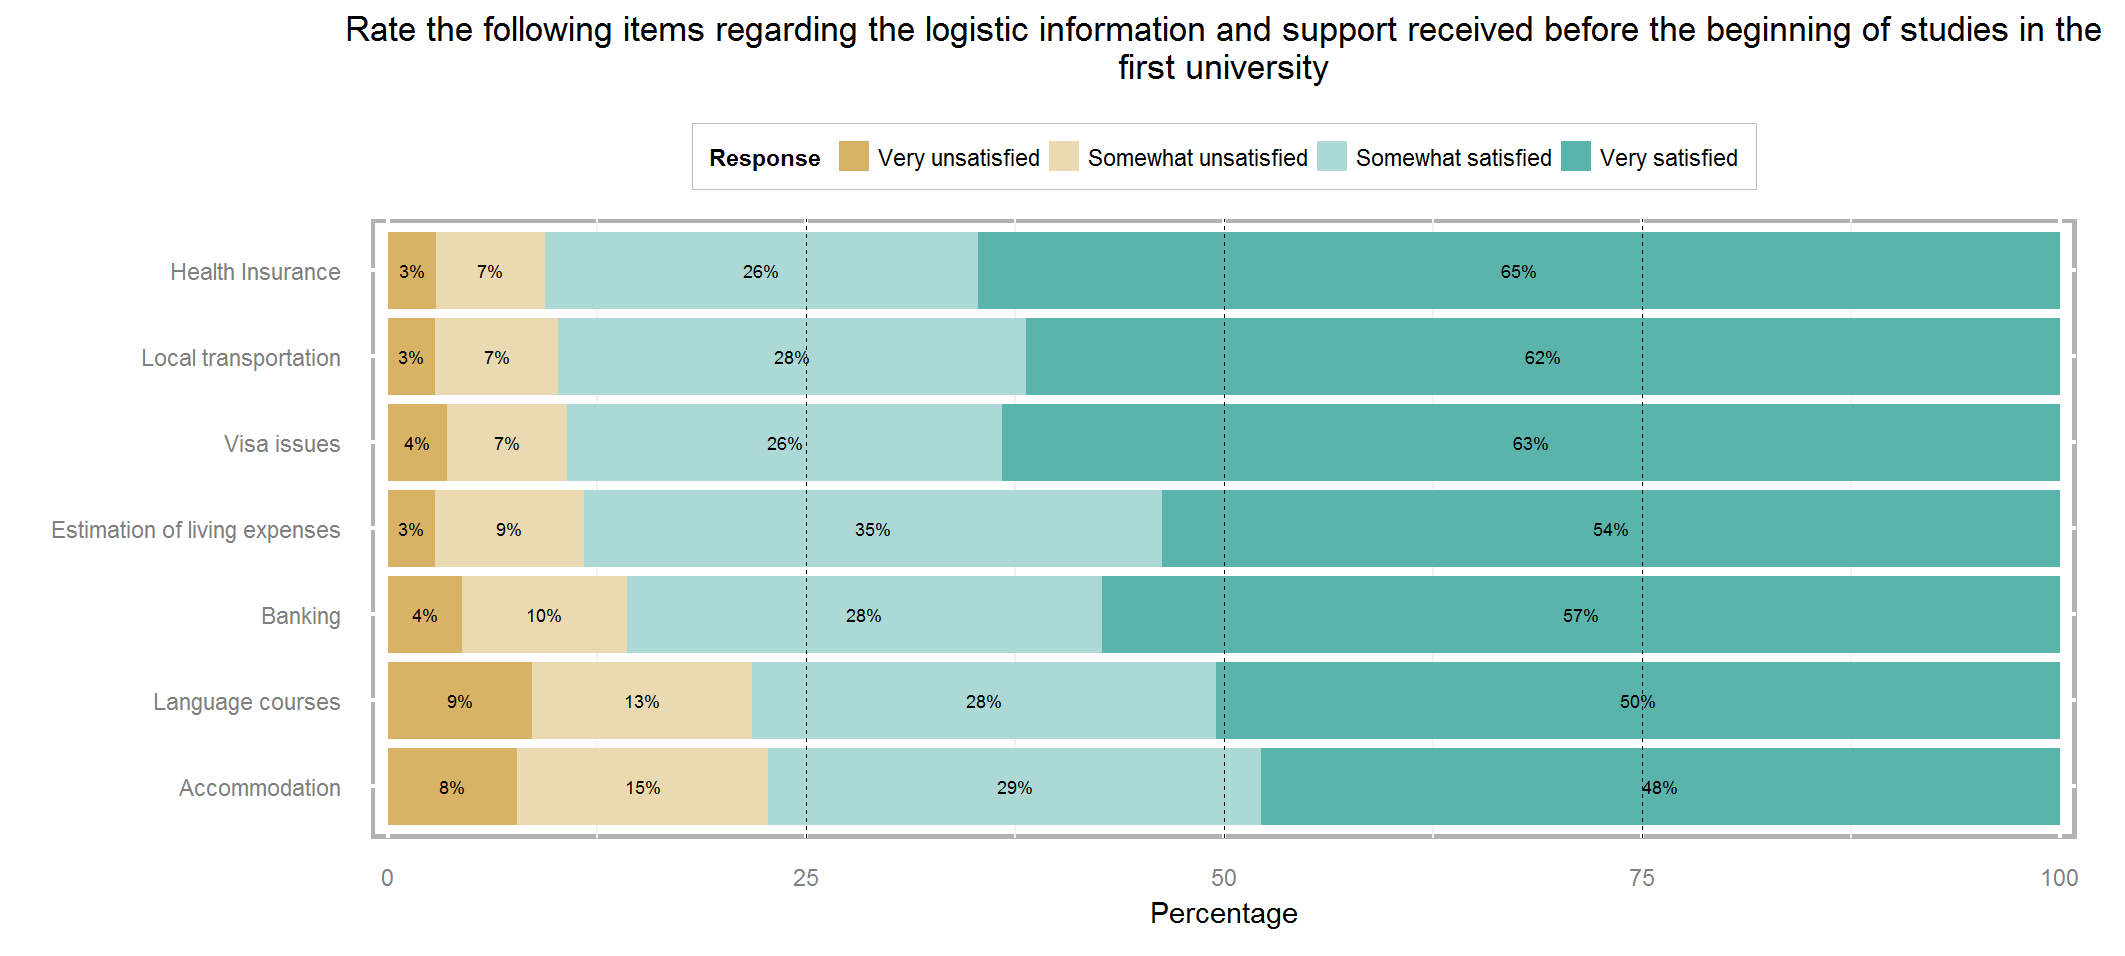 Rate the following items regarding the logistic information and support received before the beginning of studies in the
first university
Response Very unsatisfied Somewhat unsatisfied Somewhat satisfied Very satisfied
Health Insurance 3% 7% 26% 65%
Local transportation 3% 7% 28% 62%
Visa issues 4% 7% 26% 63%
Estimation of living expenses 3% 9% 35% 54%
Banking 4% 10% 28% 57%
Language courses 9% 13% 28% 50%
Accommodation 8% 15% 29% 48%
0 25 50 75 100
Percentage